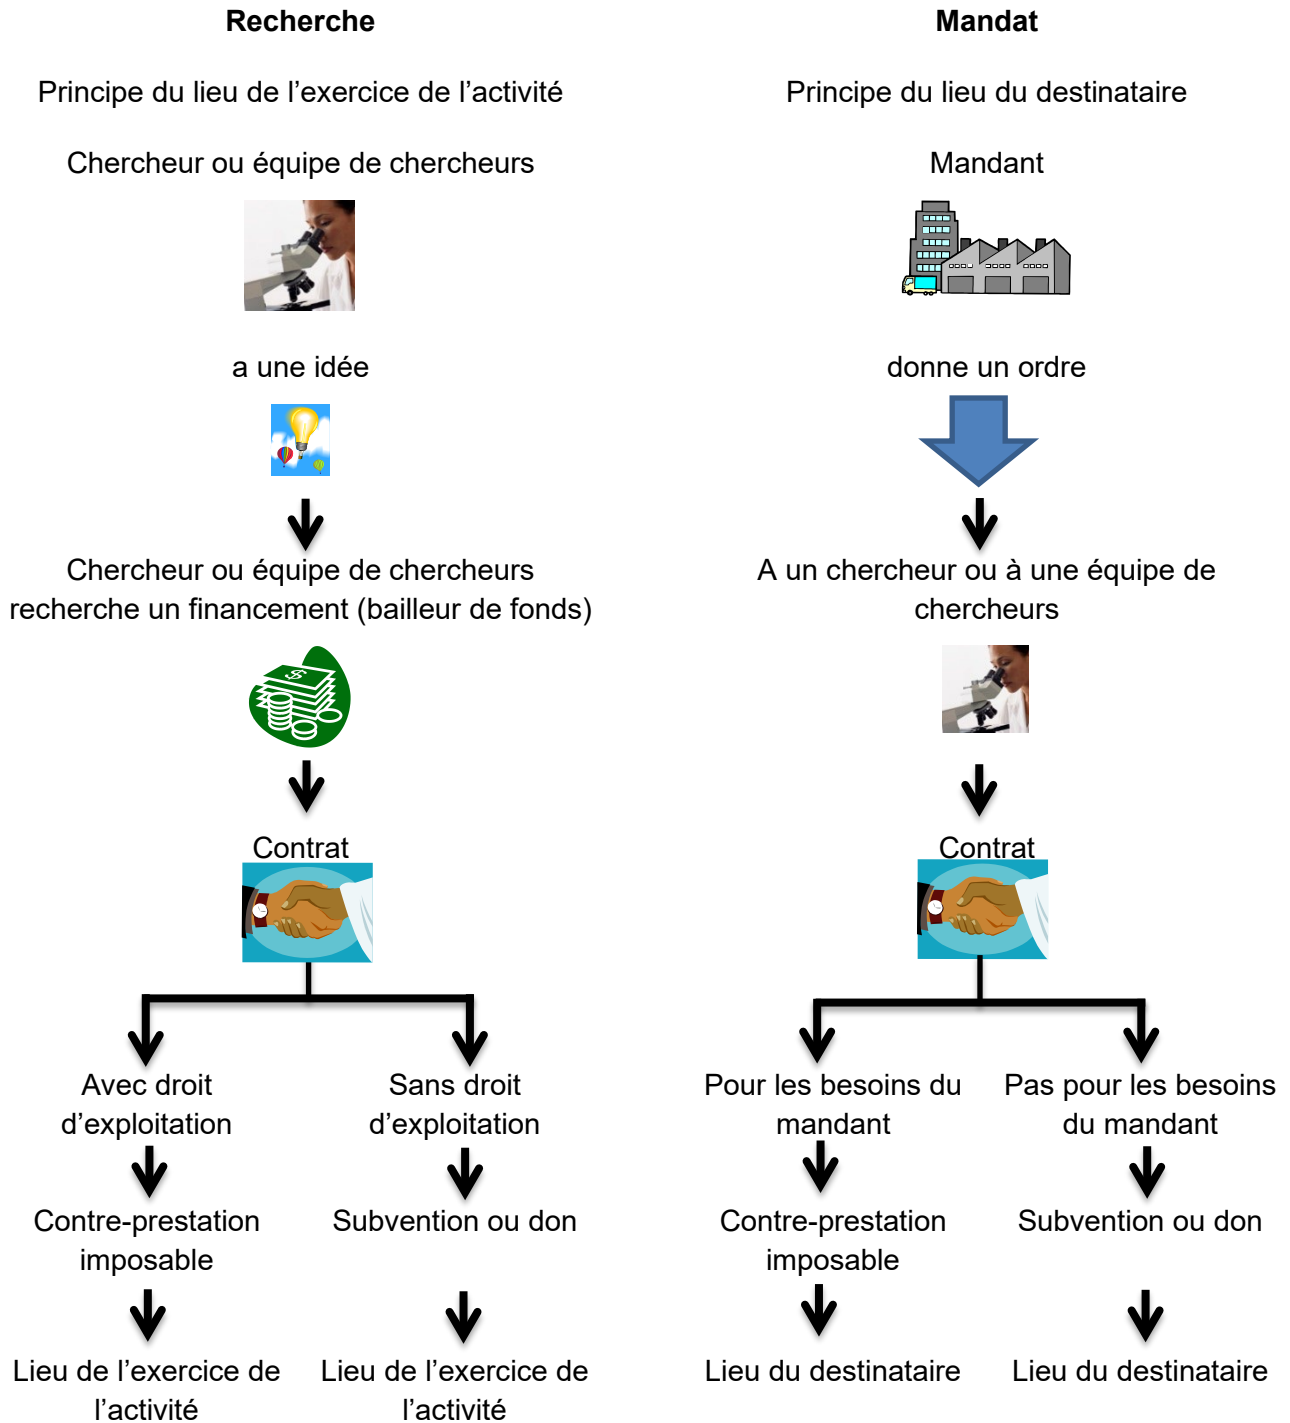 Recherche
Principe du lieu de l’exercice de l’activité
Chercheur ou équipe de chercheurs
a une idée
Chercheur ou équipe de chercheurs
recherche un financement (bailleur de fonds)
$
Contrat
Avec droit
d’exploitation
Contre-prestation
imposable
Lieu de l’exercice de
l’activité
Sans droit
d’exploitation
Subvention ou don
Lieu de l’exercice de
l’activité
Mandat
Principe du lieu du destinataire
Mandant
donne un ordre
A un chercheur ou à une équipe de
chercheurs
Contrat
Pour les besoins du
mandant
Contre-prestation
imposable
Lieu du destinataire
Pas pour les besoins
du mandant
Subvention ou don
Lieu du destinataire